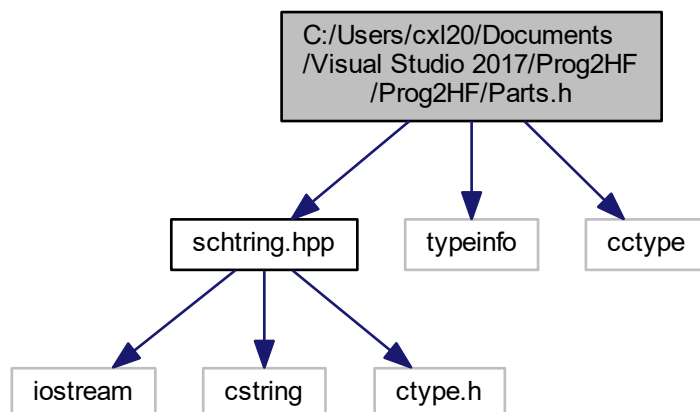 C:/Users/cxl20/Documents
/Visual Studio 2017/Prog2HF
/Prog2HF/Parts.h
schtring.hpp
typeinfo
cctype
iostream
cstring
ctype.h